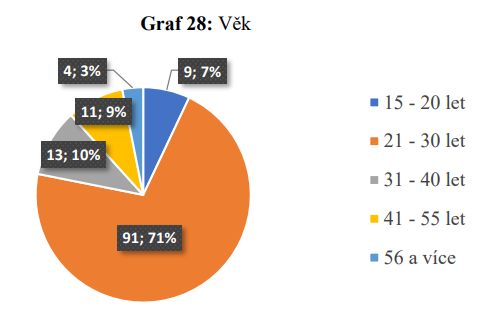 Graf 28: Věk
4; 3%
9; 7%
11; 9%
13; 10%
91; 71%
15 - 20 let
21 - 30 let
31 - 40 let
41 - 55 let
56 a více